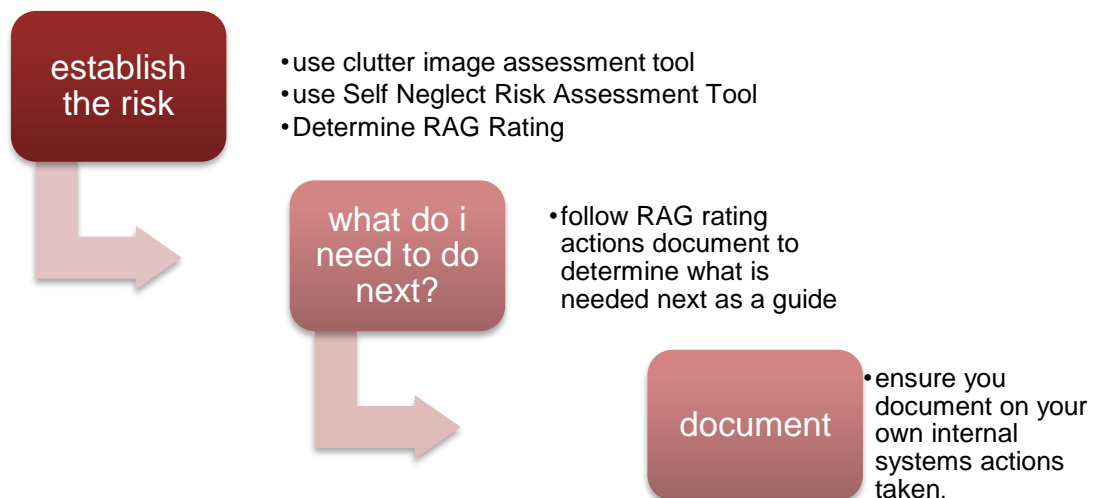 establish
the risk
•use clutter image assessment tool
•use Self Neglect Risk Assessment Tool
•Determine RAG Rating
what do i
need to do
next?
•follow RAG rating
actions document to
determine what is
needed next as a guide
document
•ensure you
document on your
own internal
systems actions
taken.